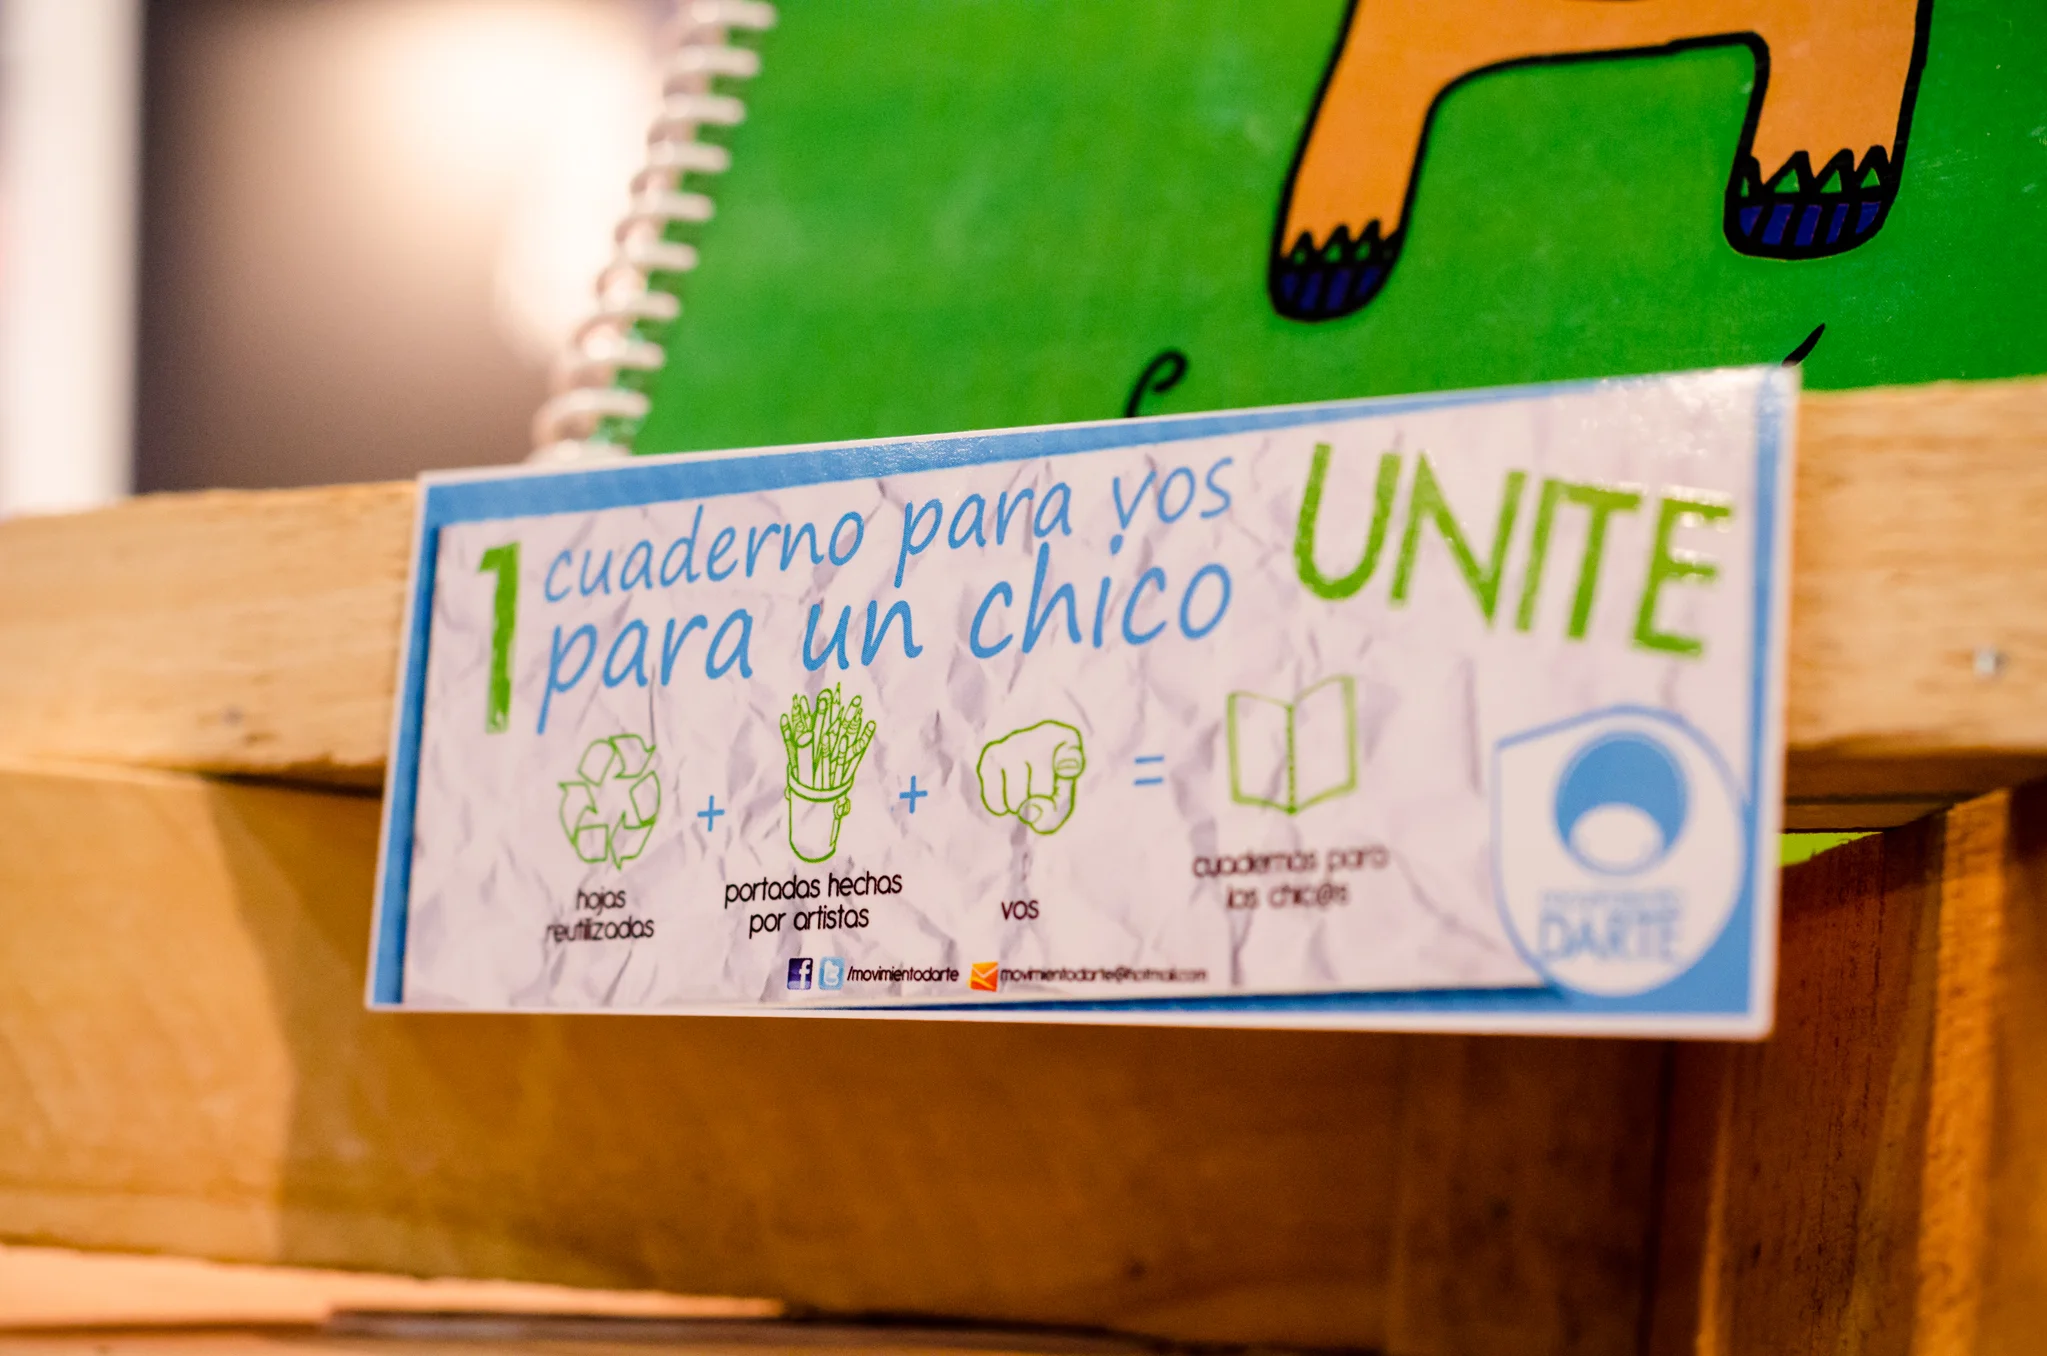 1 cuaderno para vos
para un chico
UNITE
+ + =
hojas
reutilizadas
portadas hechas
por artistas
vos
cuadernos para
los chic@s
DARTE
/movimientodarte
movimientodarte@hotmail.com